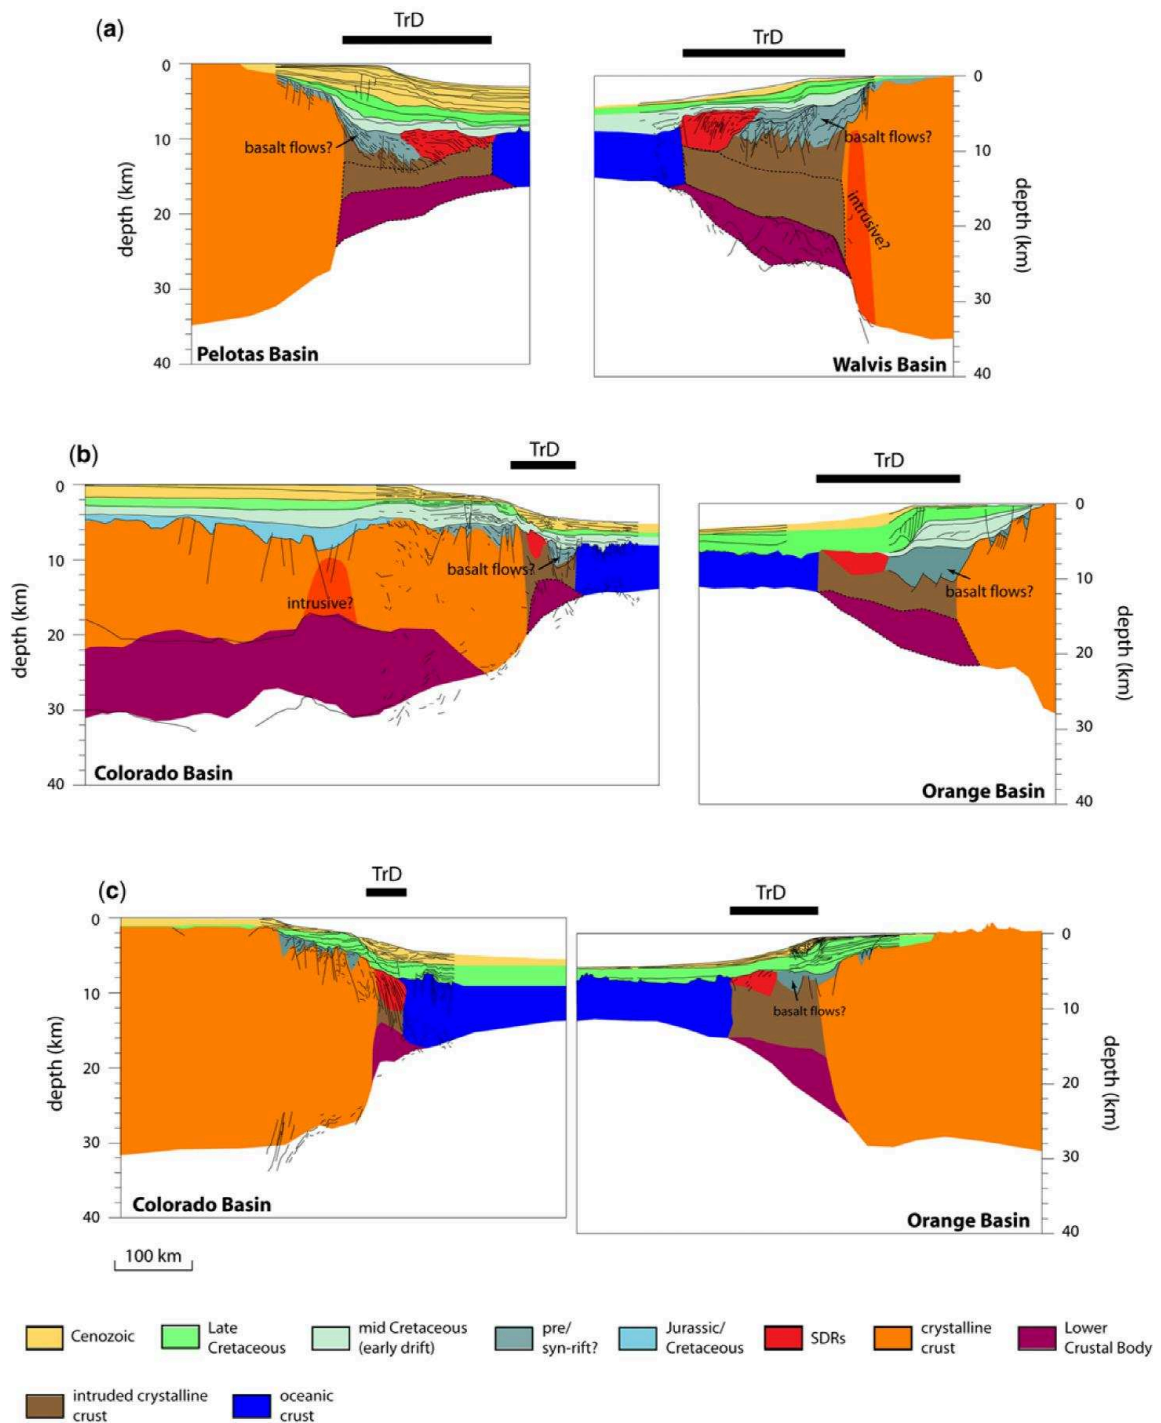 (a)
TrD
TrD
0
10
20
30
40
depth (km)
basalt flows?
Pelotas Basin
basalt flows?
intrusive?
Walvis Basin
0
10
20
30
40
depth (km)
(b)
TrD
TrD
0
10
20
30
40
depth (km)
basalt flows?
intrusive?
Colorado Basin
basalt flows?
Orange Basin
0
10
20
30
40
depth (km)
(c)
TrD
TrD
0
10
20
30
40
depth (km)
Colorado Basin
basalt flows?
Orange Basin
0
10
20
30
40
depth (km)
100 km
Cenozoic
Late
Cretaceous
mid Cretaceous
(early drift)
pre/
syn-rift?
Jurassic/
Cretaceous
SDRs
crystalline
crust
Lower
Crustal Body
intruded crystalline
crust
oceanic
crust